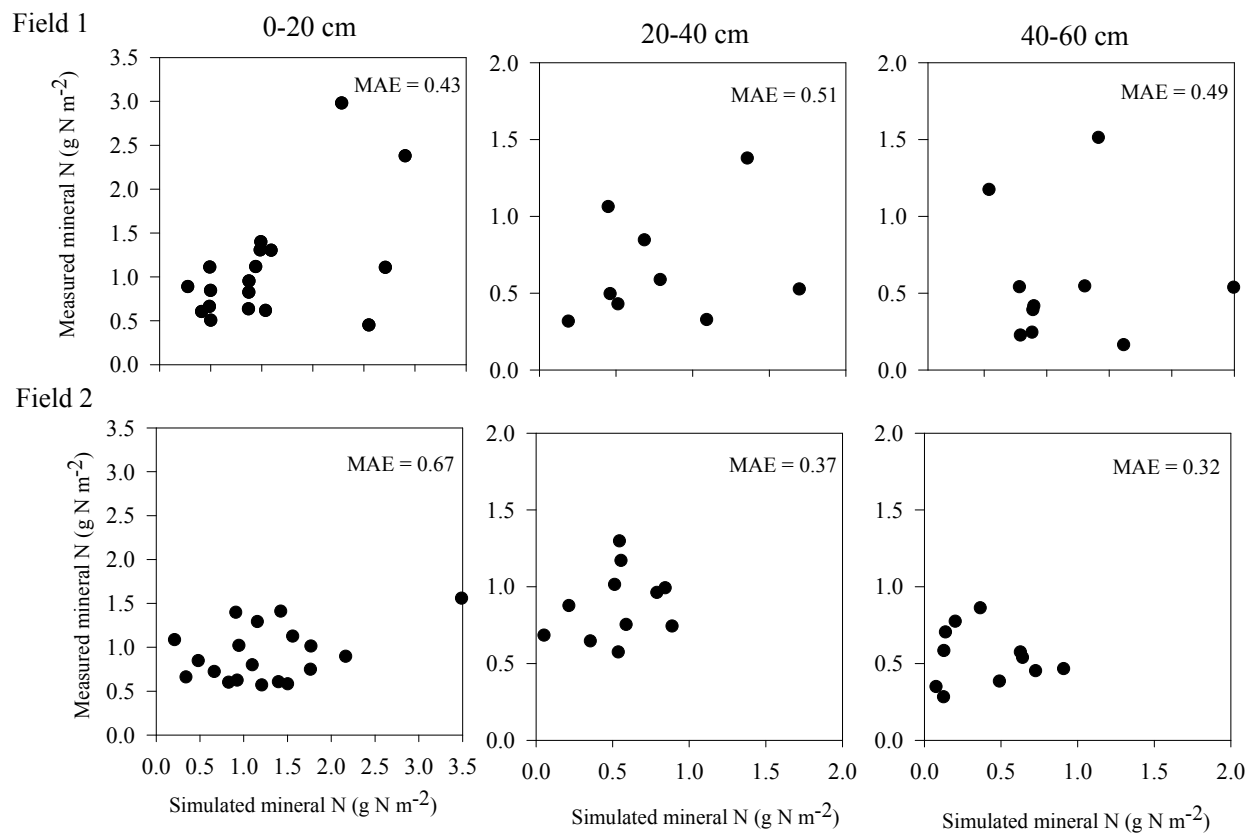 Field 1
0-20 cm
20-40 cm
40-60 cm
Measured mineral N (g N m-2)
3.5
3.0
2.5
2.0
1.5
1.0
0.5
0.0
MAE = 0.43
2.0
1.5
1.0
0.5
0.0
MAE = 0.51
2.0
1.5
1.0
0.5
0.0
MAE = 0.49
Field 2
Measured mineral N (g N m-2)
3.5
3.0
2.5
2.0
1.5
1.0
0.5
0.0
MAE = 0.67
0.0 0.5 1.0 1.5 2.0 2.5 3.5
Simulated mineral N (g N m-2)
2.0
1.5
1.0
0.5
0.0
MAE = 0.37
0.0 0.5 1.0 1.5 2.0
Simulated mineral N (g N m-2)
2.0
1.5
1.0
0.5
0.0
MAE = 0.32
0.0 0.5 1.0 2.0
Simulated mineral N (g N m-2)